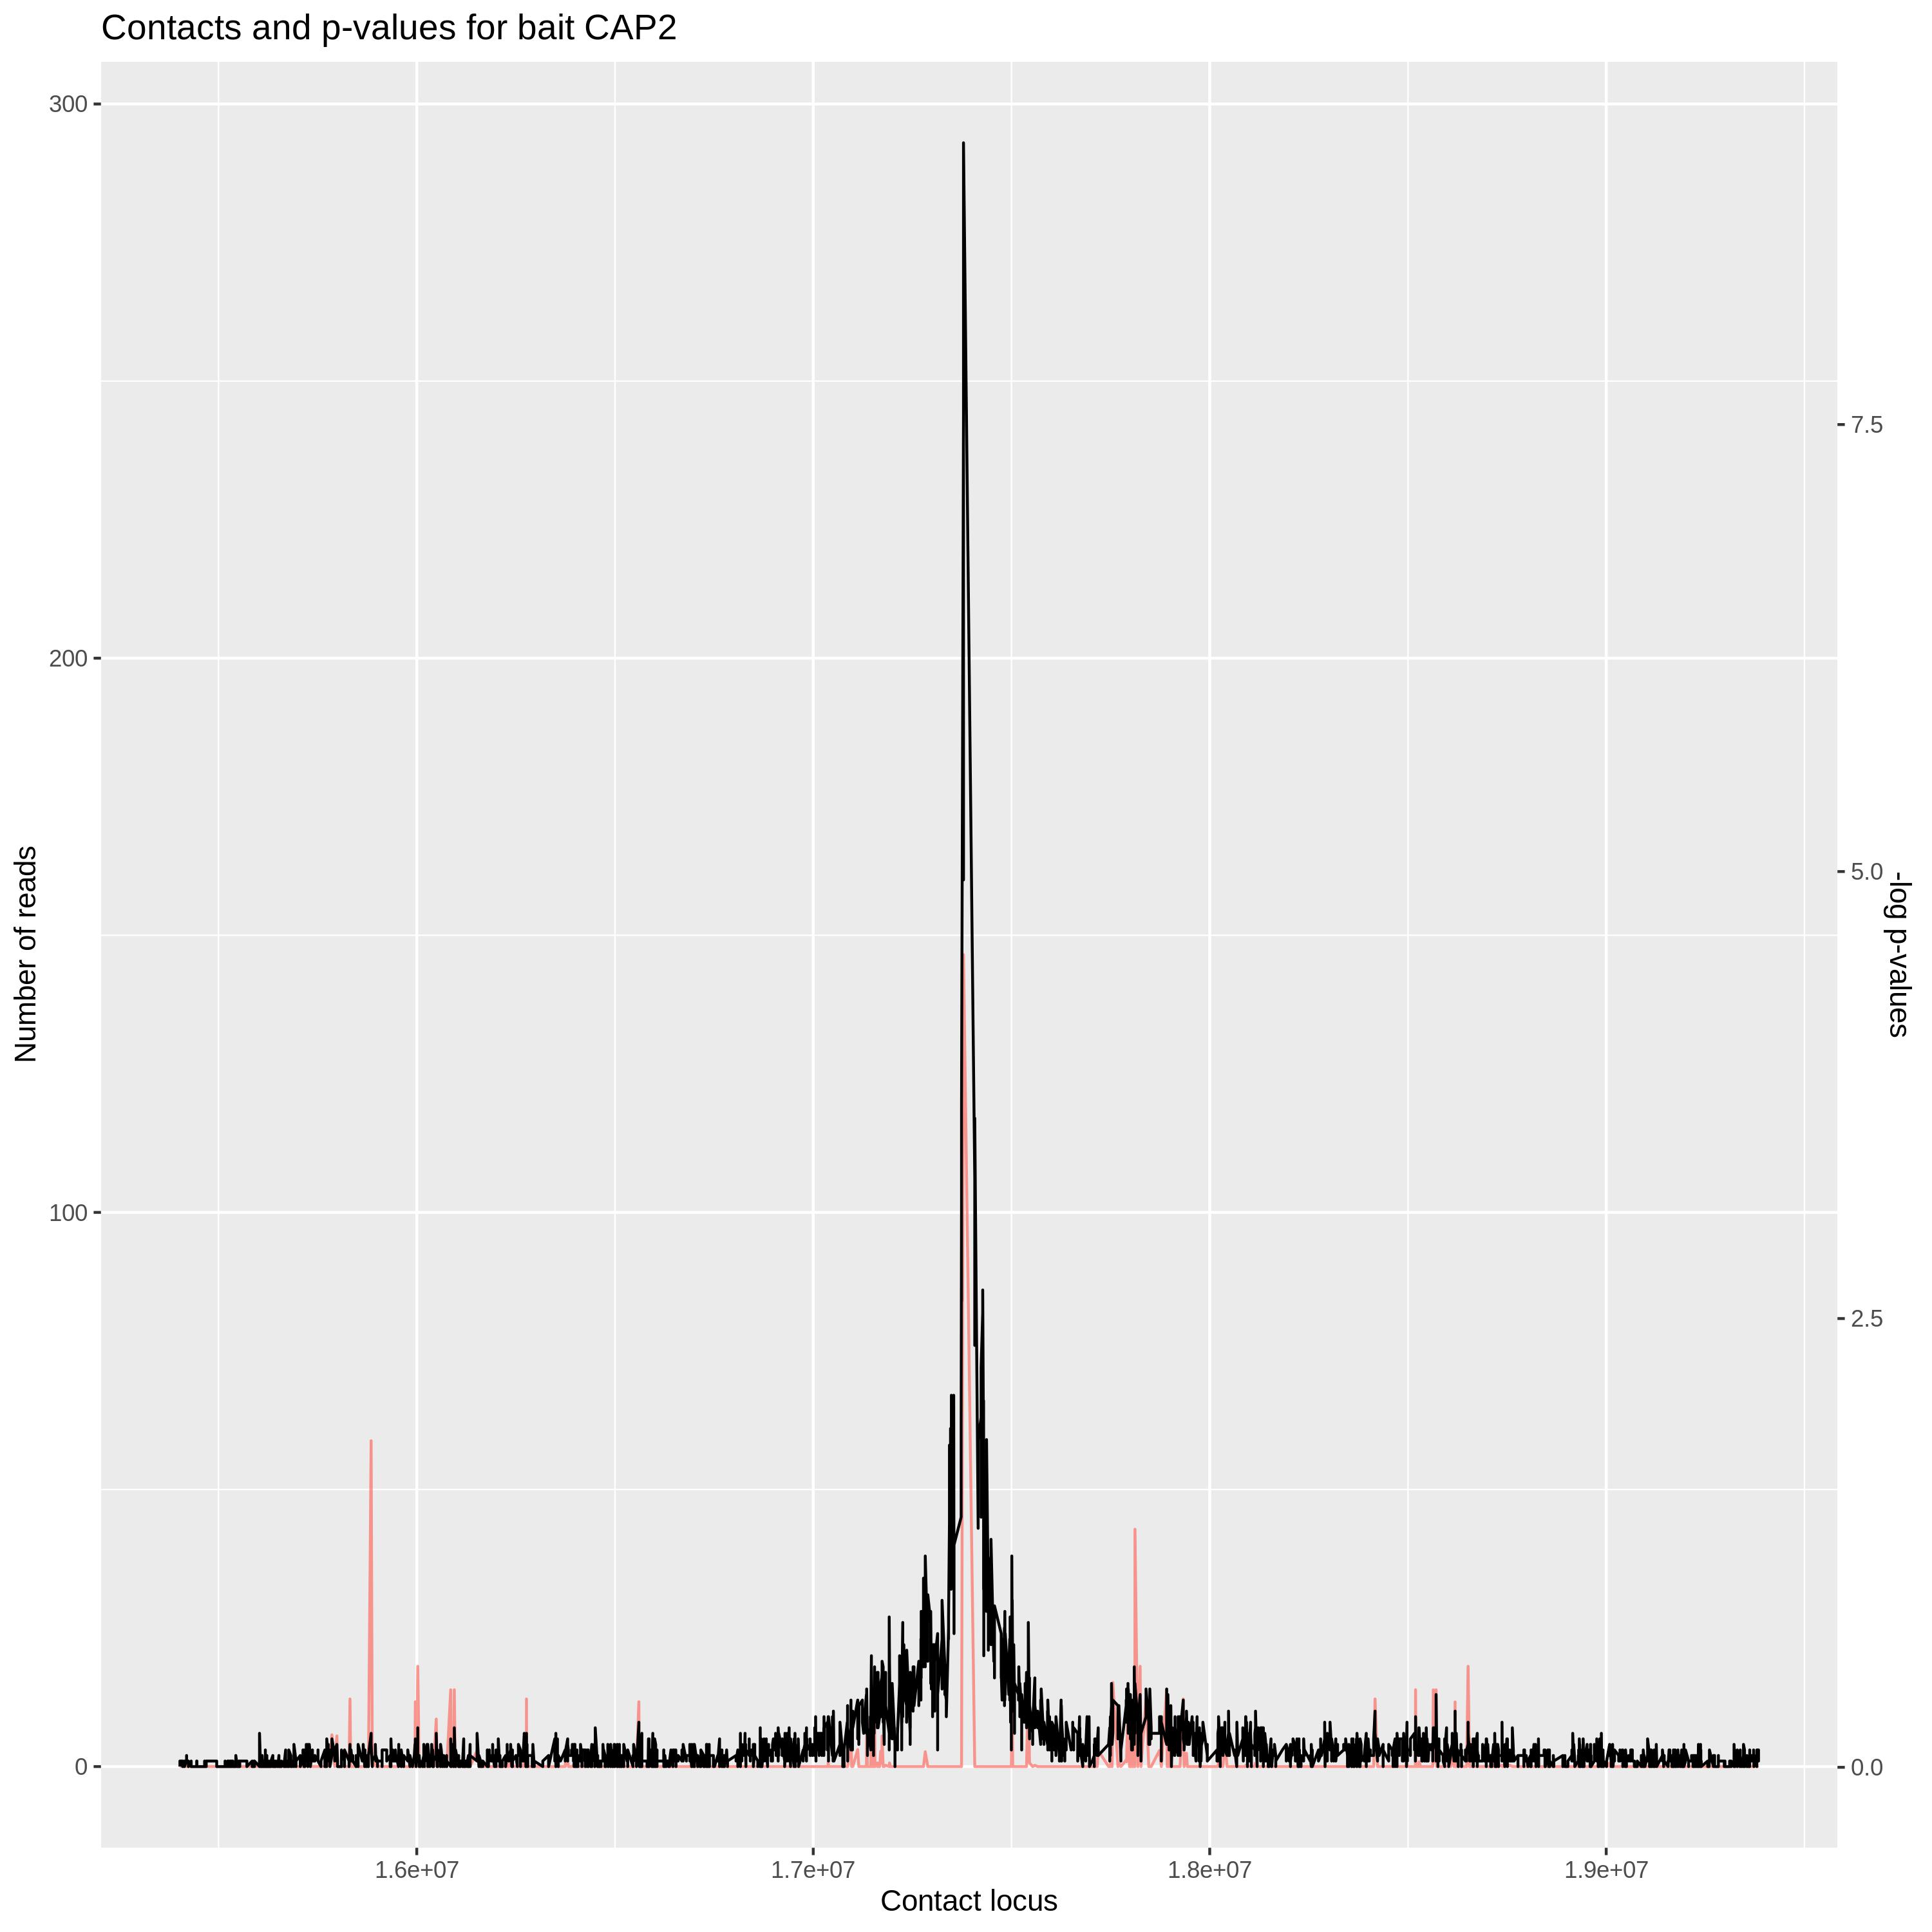 Contacts and p-values for bait CAP2
300
200
100
0
Number of reads
7.5
5.0
2.5
0.0
-log p-values
1.6e+07
1.7e+07
1.8e+07
1.9e+07
Contact locus